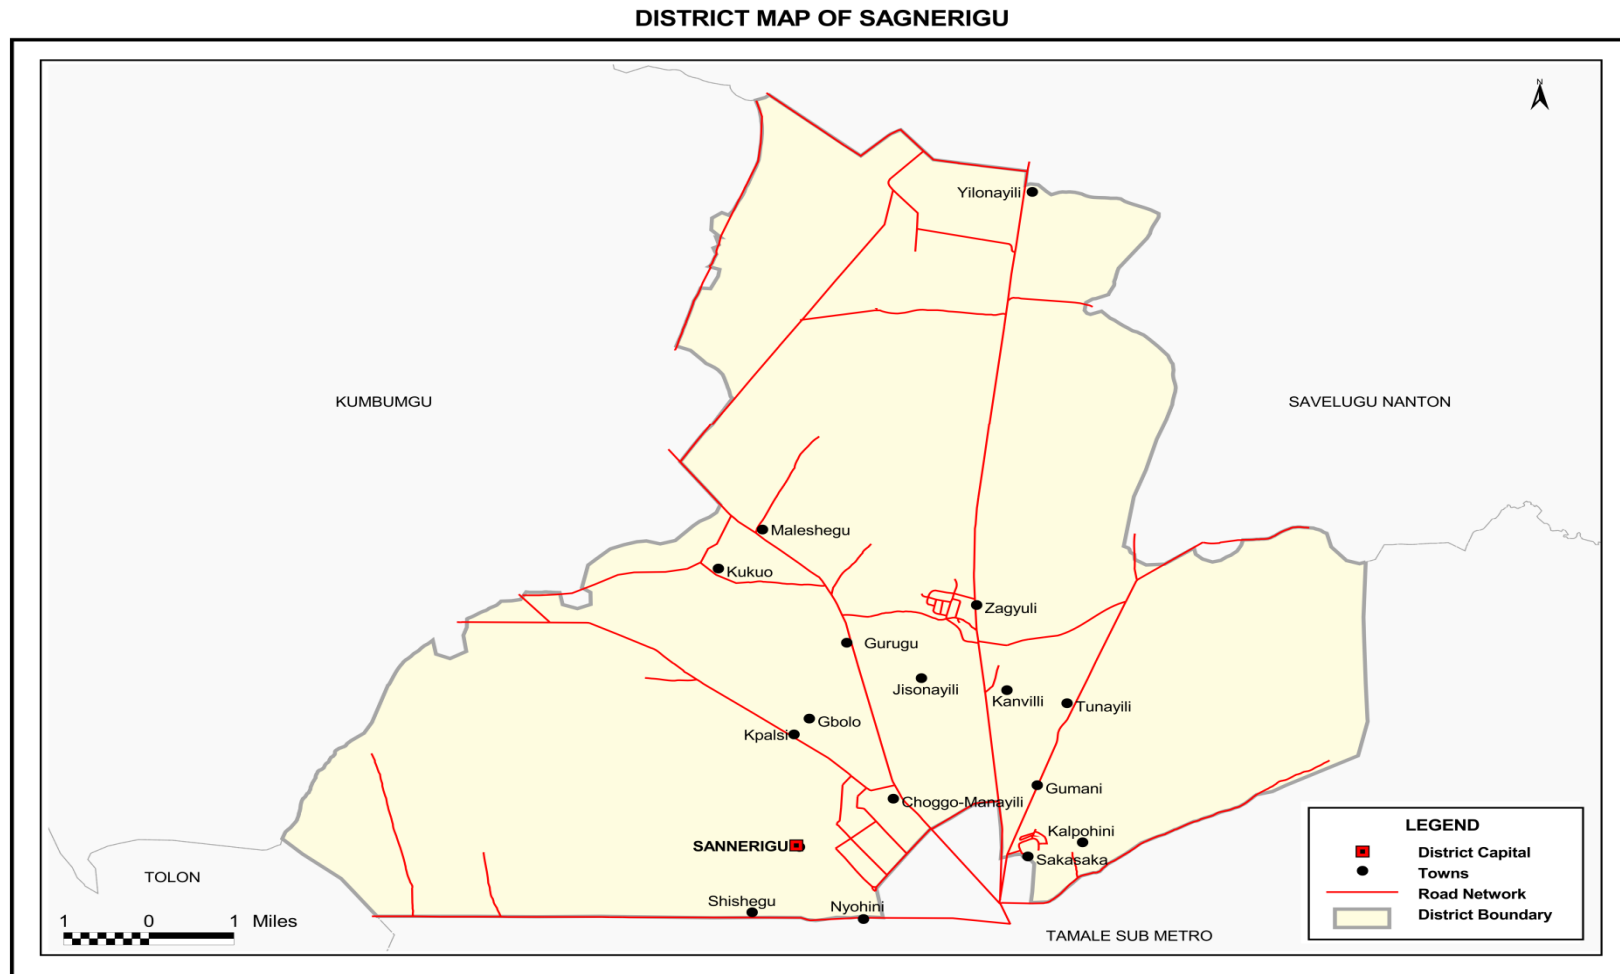 DISTRICT MAP OF SAGNERIGU
N
Yilonayili
KUMBUMGU
SAVELUGU NANTON
Maleshegu
Kukuo
Zagyuli
Gurugu
Jisonayili
Kanvilli
Tunayili
Gbolo
Kpalsi
Gumani
Choggo-Manayili
Kalpohini
SANNERIGU
Sakasaka
TOLON
Shishegu
Nyohini
TAMALE SUB METRO
1 0 1 Miles
LEGEND
District Capital
Towns
Road Network
District Boundary